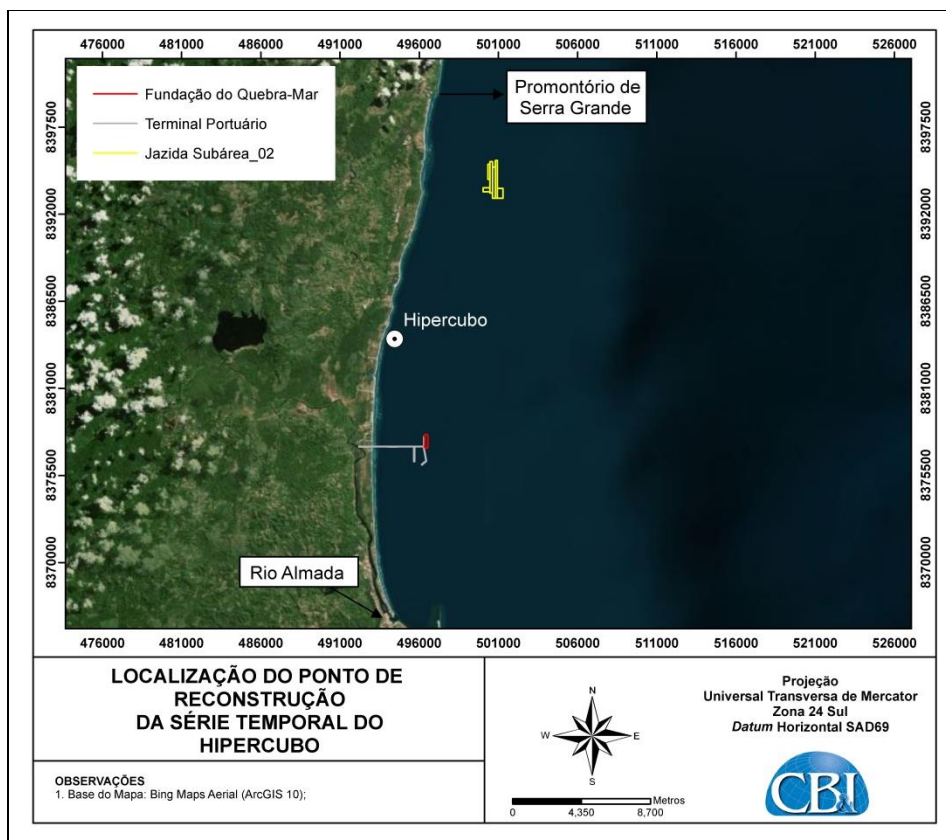 476000 481000 486000 491000 496000 501000 506000 511000 516000 521000 526000
Fundação do Quebra-Mar
Terminal Portuário
Jazida Subárea_02
Promontório de
Serra Grande
8397500
8397500
8392000
8392000
8386500
8386500
Hipercubo
8381000
8381000
8375500
8375500
8370000
8370000
Rio Almada
476000 481000 486000 491000 496000 501000 506000 511000 516000 521000 526000
LOCALIZAÇÃO DO PONTO DE
RECONSTRUÇÃO
DA SÉRIE TEMPORAL DO
HIPERCUBO
OBSERVAÇÕES
1. Base do Mapa: Bing Maps Aerial (ArcGIS 10);
N
W E
S
Metros
0 4,350 8,700
Projeção
Universal Transversa de Mercator
Zona 24 Sul
Datum Horizontal SAD69
CB&I